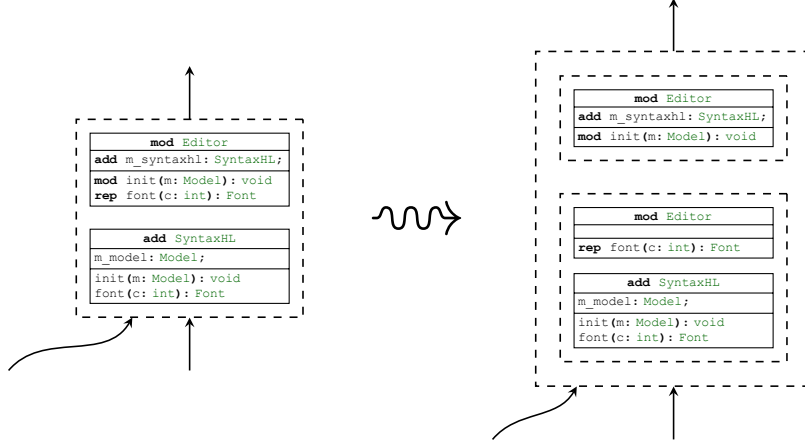 mod Editor
add m_syntaxhl: SyntaxHL;
mod init(m: Model): void
rep font(c: int): Font
add SyntaxHL
m_model: Model;
init(m: Model): void
font(c: int): Font
mod Editor
add m_syntaxhl: SyntaxHL;
mod init(m: Model): void
mod Editor
rep font(c: int): Font
add SyntaxHL
m_model: Model;
init(m: Model): void
font(c: int): Font